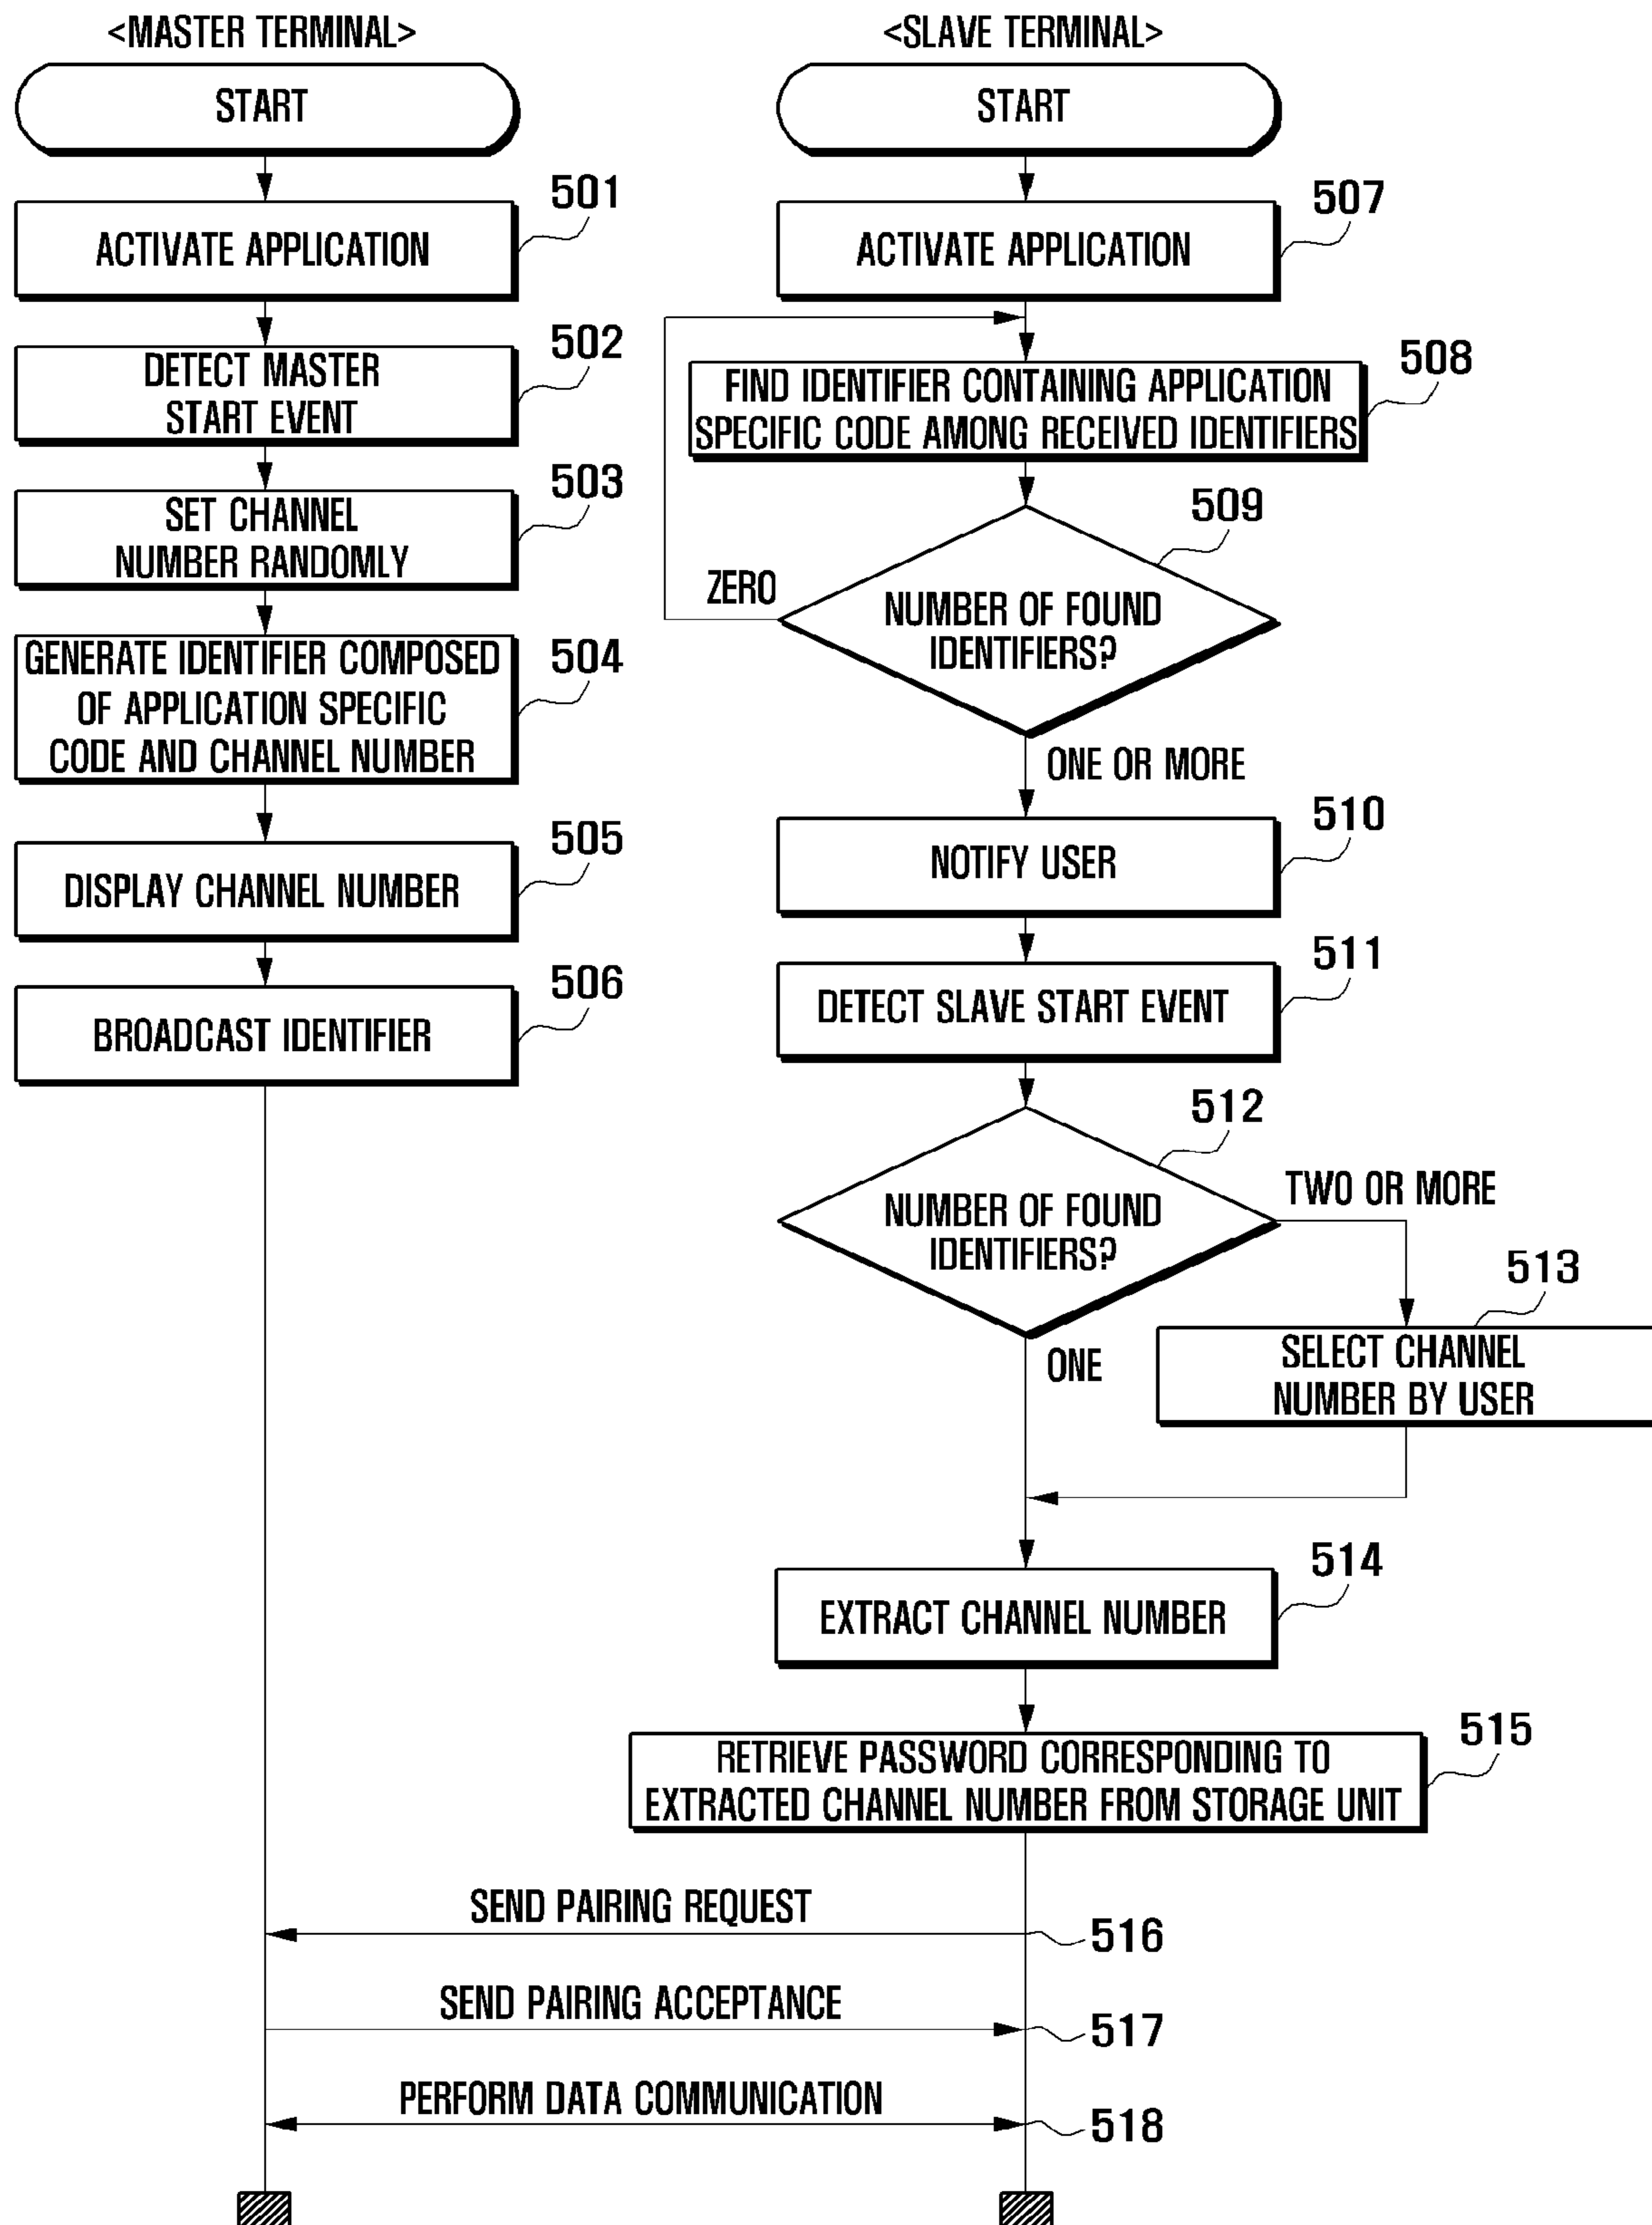 <MASTER TERMINAL>
START
501
ACTIVATE APPLICATION
502
DETECT MASTER
START EVENT
503
SET CHANNEL
NUMBER RANDOMLY
504
GENERATE IDENTIFIER COMPOSED
OF APPLICATION SPECIFIC
CODE AND CHANNEL NUMBER
505
DISPLAY CHANNEL NUMBER
506
BROADCAST IDENTIFIER
<SLAVE TERMINAL>
START
507
ACTIVATE APPLICATION
508
FIND IDENTIFIER CONTAINING APPLICATION
SPECIFIC CODE AMONG RECEIVED IDENTIFIERS
509
ZERO
NUMBER OF FOUND
IDENTIFIERS?
ONE OR MORE
510
NOTIFY USER
511
DETECT SLAVE START EVENT
512
TWO OR MORE
NUMBER OF FOUND
IDENTIFIERS?
513
ONE
SELECT CHANNEL
NUMBER BY USER
514
EXTRACT CHANNEL NUMBER
515
RETRIEVE PASSWORD CORRESPONDING TO
EXTRACTED CHANNEL NUMBER FROM STORAGE UNIT
SEND PAIRING REQUEST
516
SEND PAIRING ACCEPTANCE
517
PERFORM DATA COMMUNICATION
518